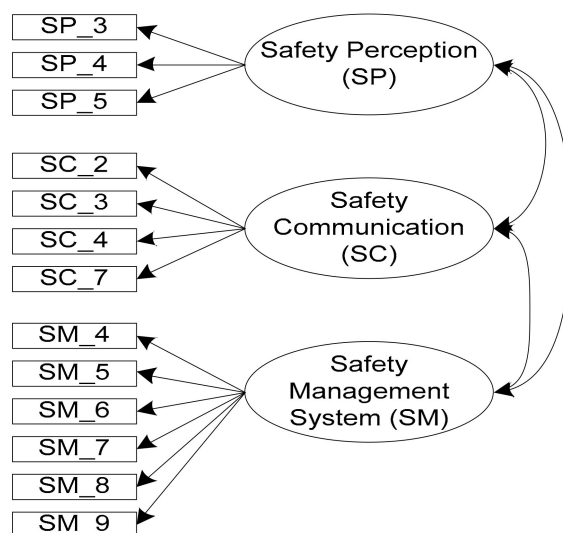 SP_3
SP_4
SP_5
Safety Perception
(SP)
SC_2
SC_3
SC_4
SC_7
Safety
Communication
(SC)
SM_4
SM_5
SM_6
SM_7
SM_8
SM_9
Safety
Management
System (SM)